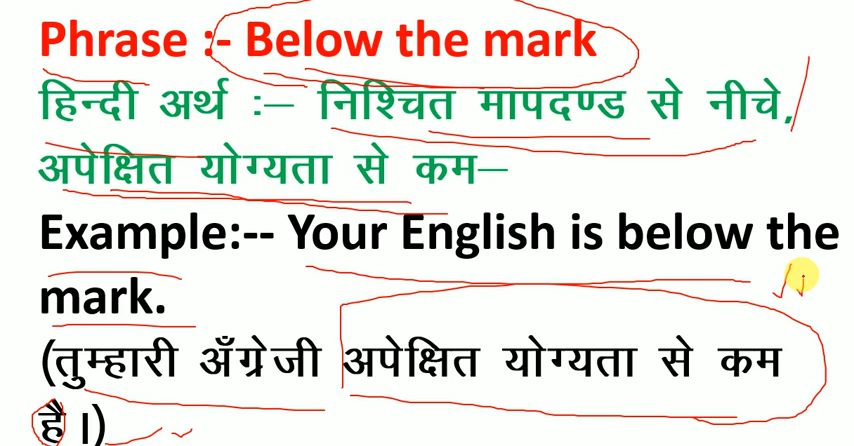 Phrase :- Below the mark
हिन्दी अर्थ :– निश्चित मापदण्ड से नीचे,
अपेक्षित योग्यता से कम–
Example:-- Your English is below the
mark.
(तुम्हारी अँग्रेजी अपेक्षित योग्यता से कम
है।)